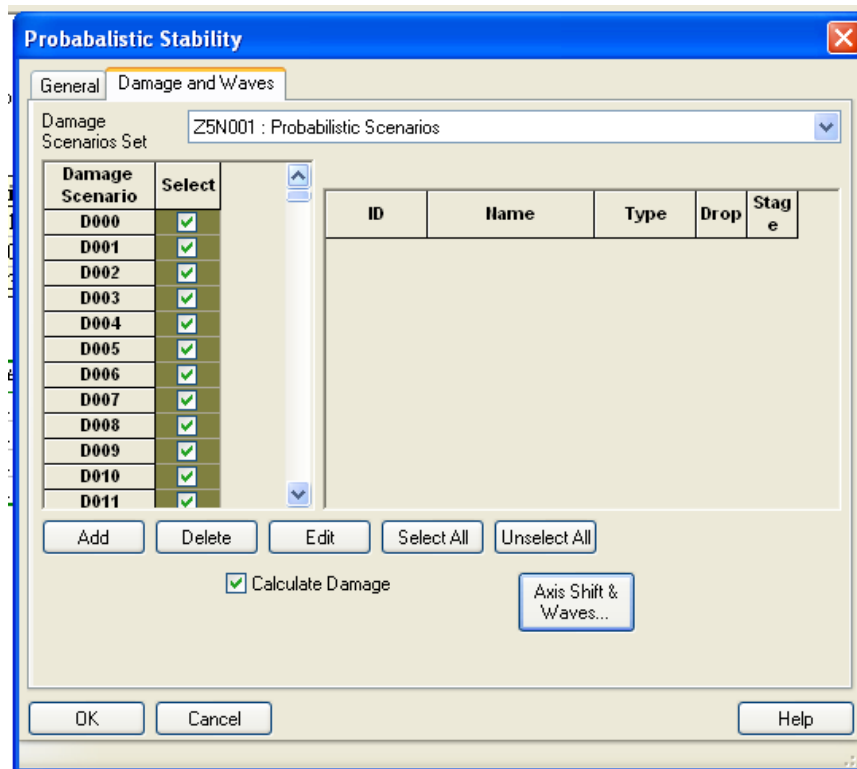 Probabalistic Stability
General Damage and Waves
Damage
Scenarios Set
Z5N001 : Probabilistic Scenarios
Damage
Scenario
Select
D000
D001
D002
D003
D004
D005
D006
D007
D008
D009
D010
D011
ID Name Type Drop Stag
e
Add Delete Edit Select All Unselect All
Calculate Damage
Axis Shift &
Waves...
OK Cancel Help